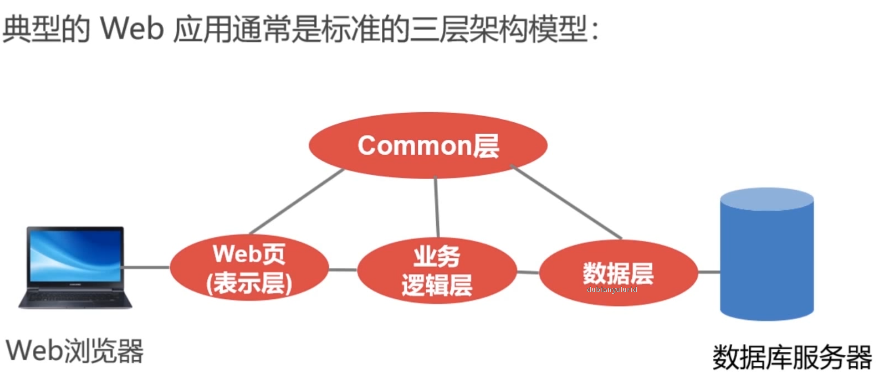 典型的 Web 应用通常是标准的三层架构模型：
Common层
Web页
(表示层)
业务
逻辑层
数据层
Web浏览器
数据库服务器